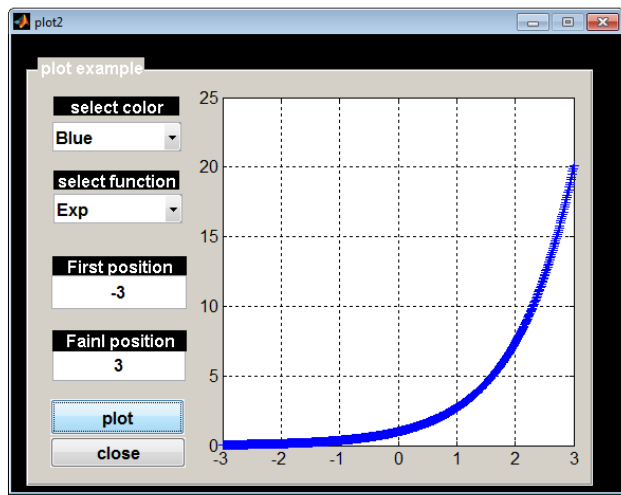 plot2
plot example
select color
Blue
select function
Exp
First position
-3
Fainl position
3
plot
close
25
20
15
10
5
0
-3 -2 -1 0 1 2 3